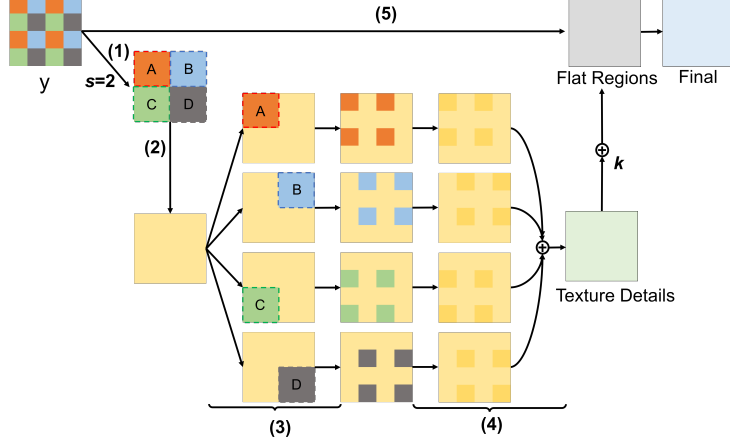 (5)
y
(1)
s=2
A
B
C
D
(2)
Flat Regions
Final
A
B
k
C
Texture Details
D
(3)
(4)